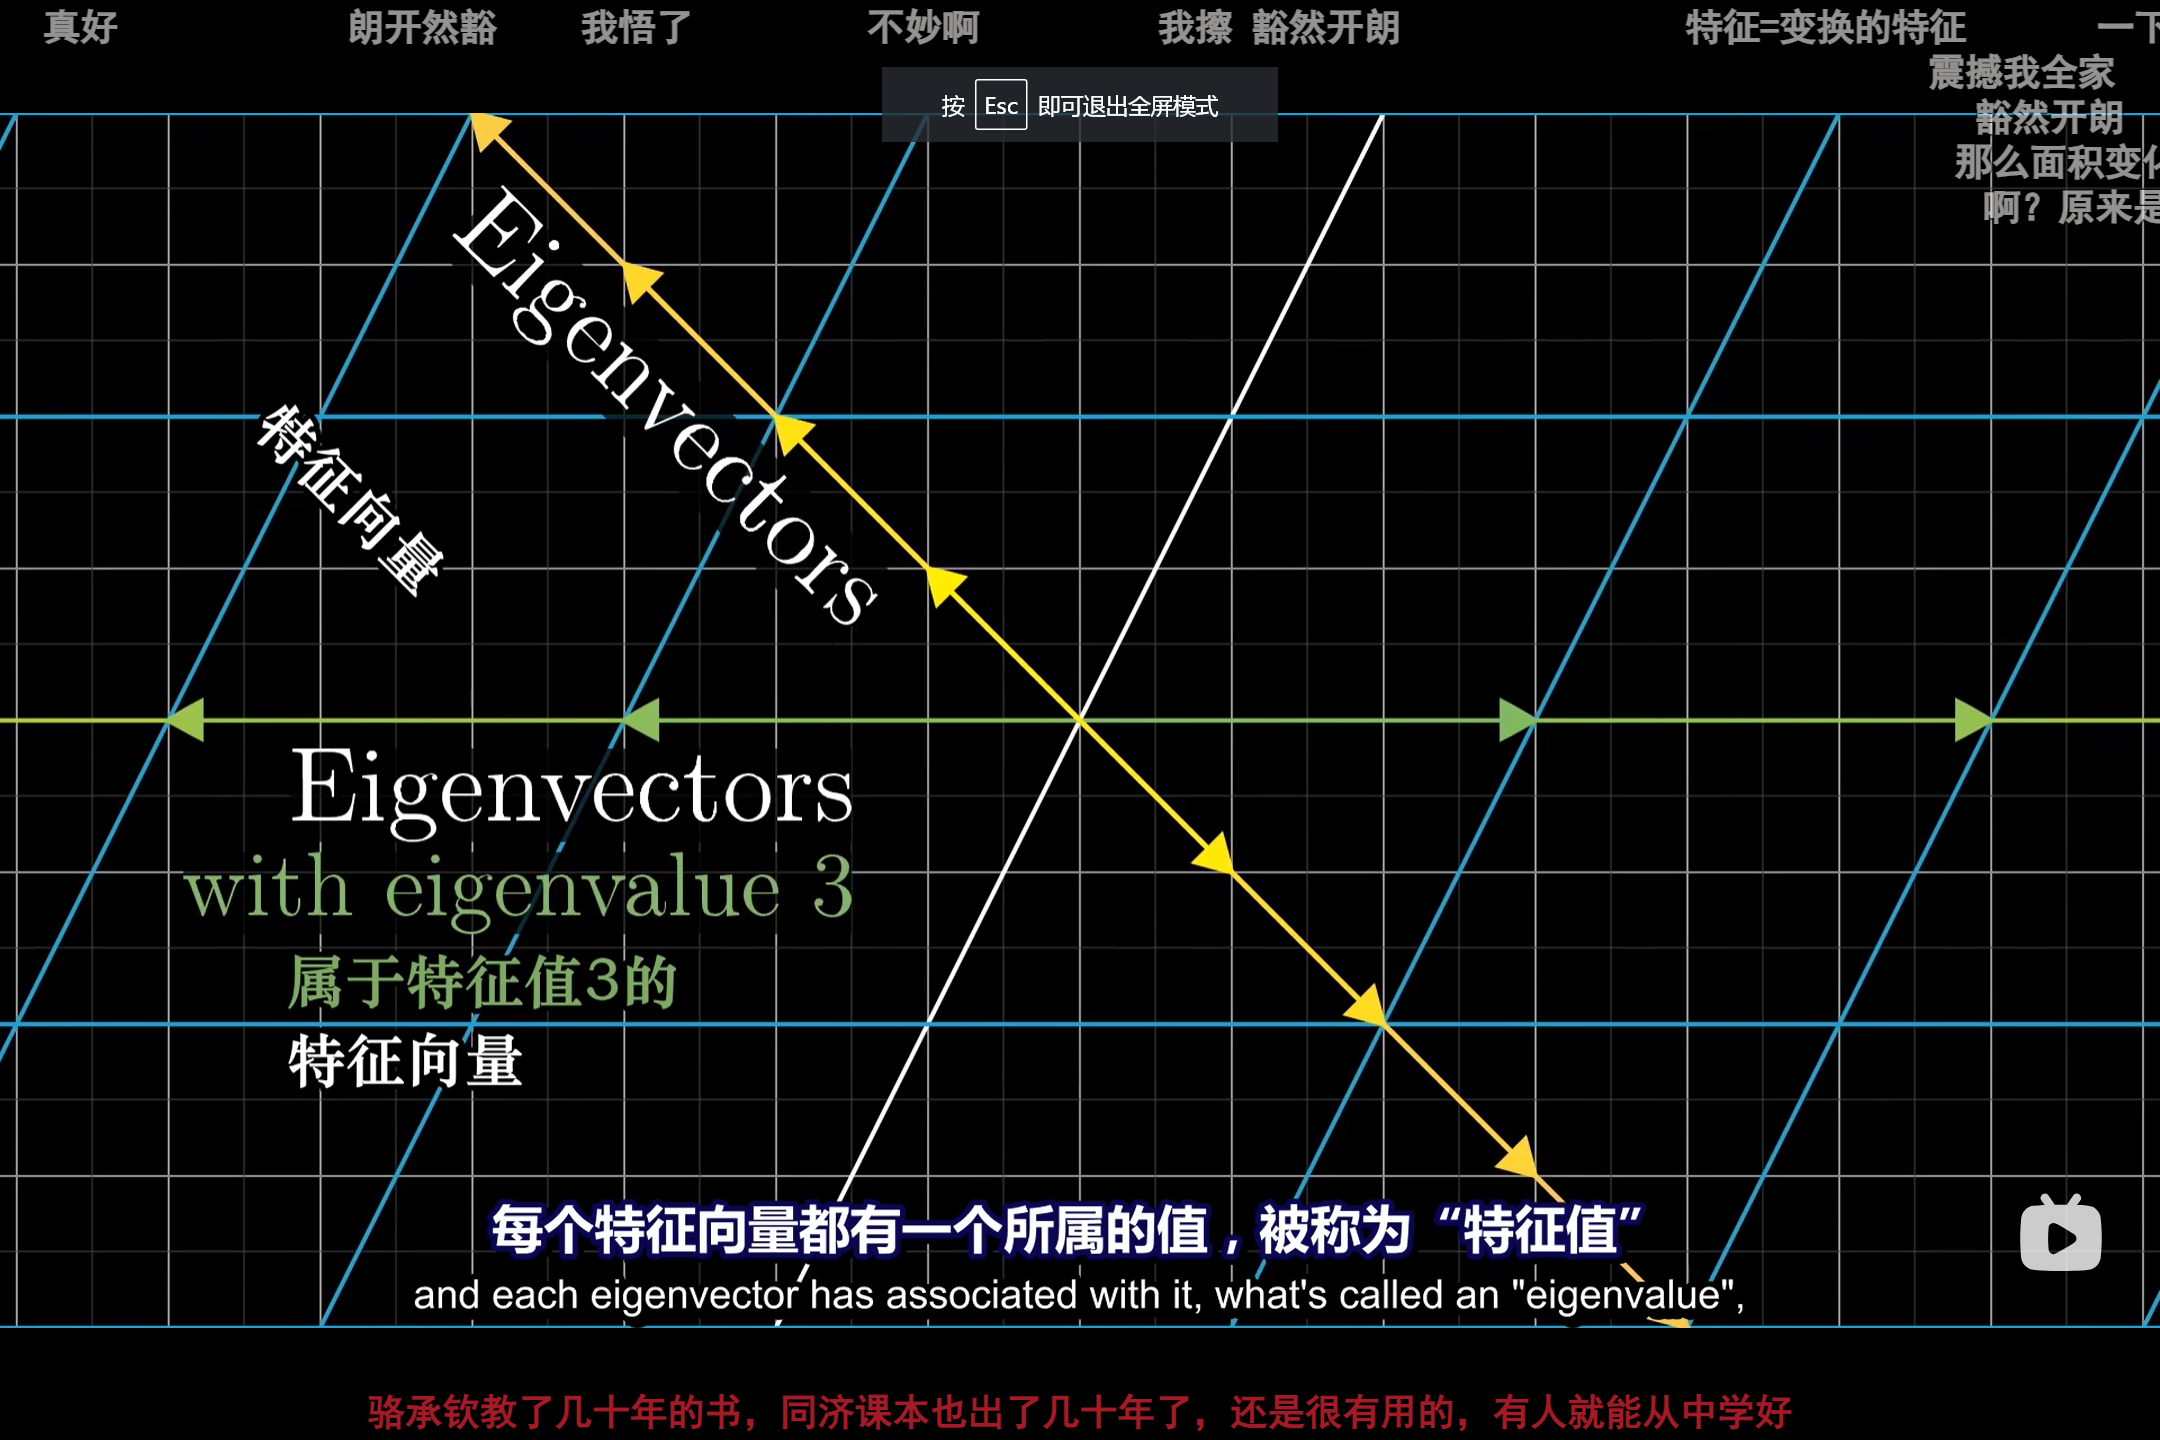 真好 朗开然豁 我悟了 不妙啊 我擦 豁然开朗 特征=变换的特征 一下
震撼我全家
按 Esc 即可退出全屏模式
豁然开朗
那么面积变化
啊？原来是
Eigenvectors
特征向量
Eigenvectors
with eigenvalue 3
属于特征值3的
特征向量
每个特征向量都有一个所属的值，被称为“特征值”
and each eigenvector has associated with it, what's called an "eigenvalue",
骆承钦教了几十年的书，同济课本也出了几十年了，还是很有用的，有人就能从中学好